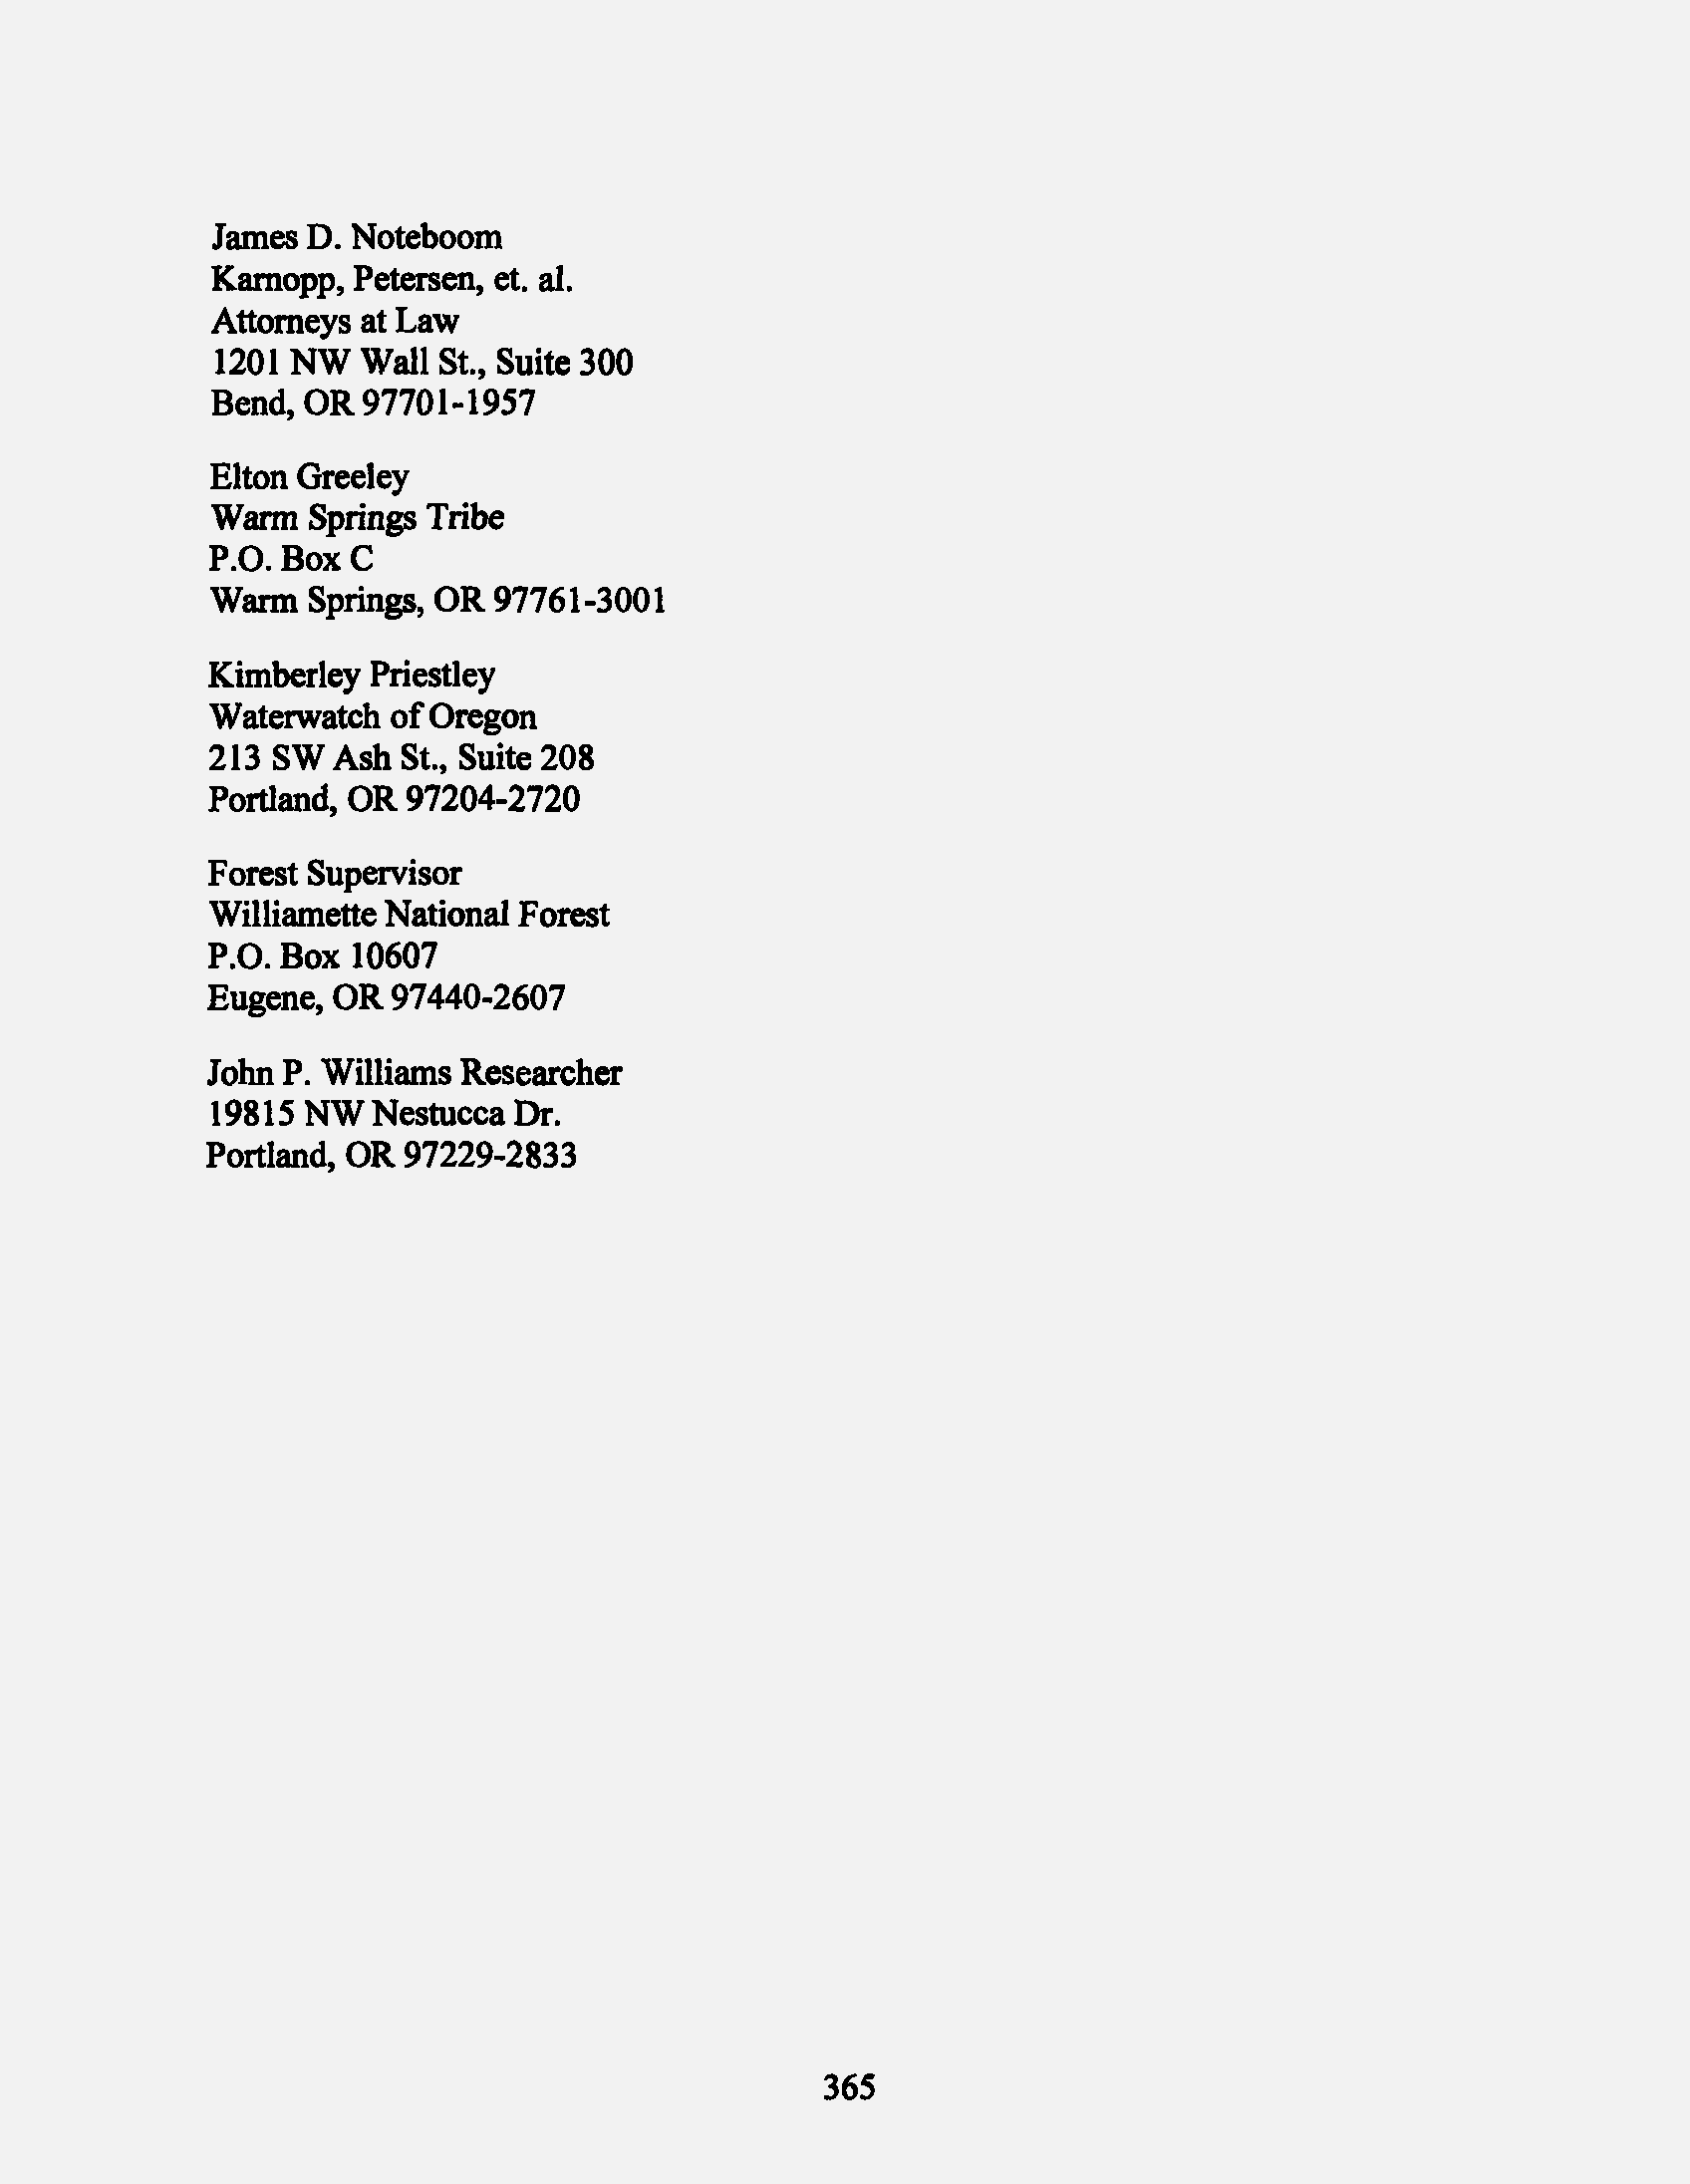 James D. Noteboom
Karnopp, Petersen, et. al.
Attorneys at Law
1201 NW Wall St., Suite 300
Bend, OR 97701-1957
Elton Greeley
Warm Springs Tribe
P.O. Box C
Warm Springs, OR 97761-3001
Kimberley Priestley
Waterwatch of Oregon
213 SW Ash St., Suite 208
Portland, OR 97204-2720
Forest Supervisor
Williamette National Forest
P.O. Box 10607
Eugene, OR 97440-2607
John P. Williams Researcher
19815 NW Nestucca Dr.
Portland, OR 97229-2833
365